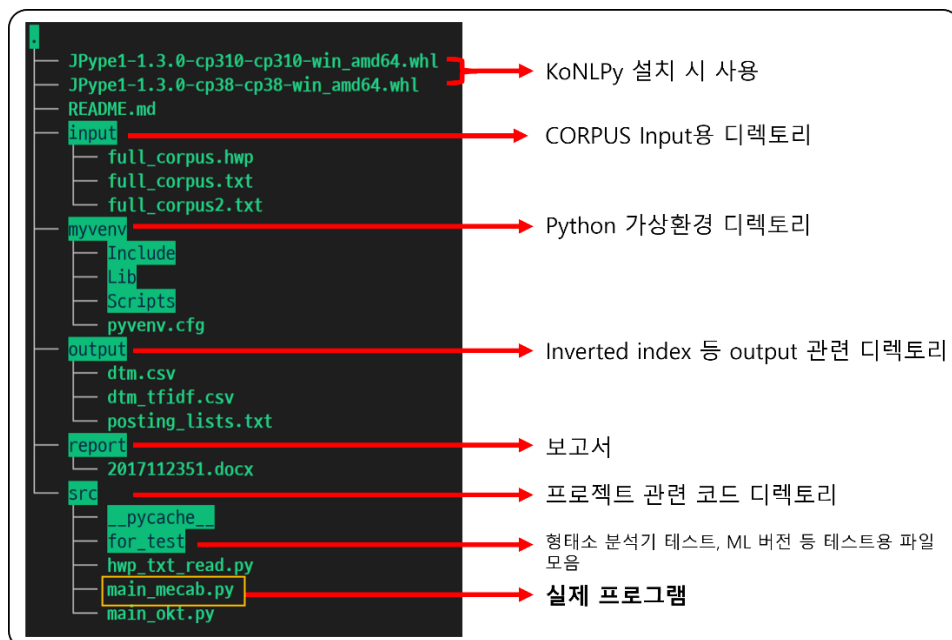 .
JPype1-1.3.0-cp310-cp310-win_amd64.whl
JPype1-1.3.0-cp38-cp38-win_amd64.whl
KoNLPy 설치 시 사용
README.md
input
CORPUS Input용 디렉토리
full_corpus.hwp
full_corpus.txt
full_corpus2.txt
myvenv
Python 가상환경 디렉토리
Include
Lib
Scripts
pyvenv.cfg
output
Inverted index 등 output 관련 디렉토리
dtm.csv
dtm_tfidf.csv
posting_lists.txt
report
보고서
2017112351.docx
src
프로젝트 관련 코드 디렉토리
__pycache__
for_test
형태소 분석기 테스트, ML 버전 등 테스트용 파일
모음
hwp_txt_read.py
main_mecab.py
실제 프로그램
main_okt.py